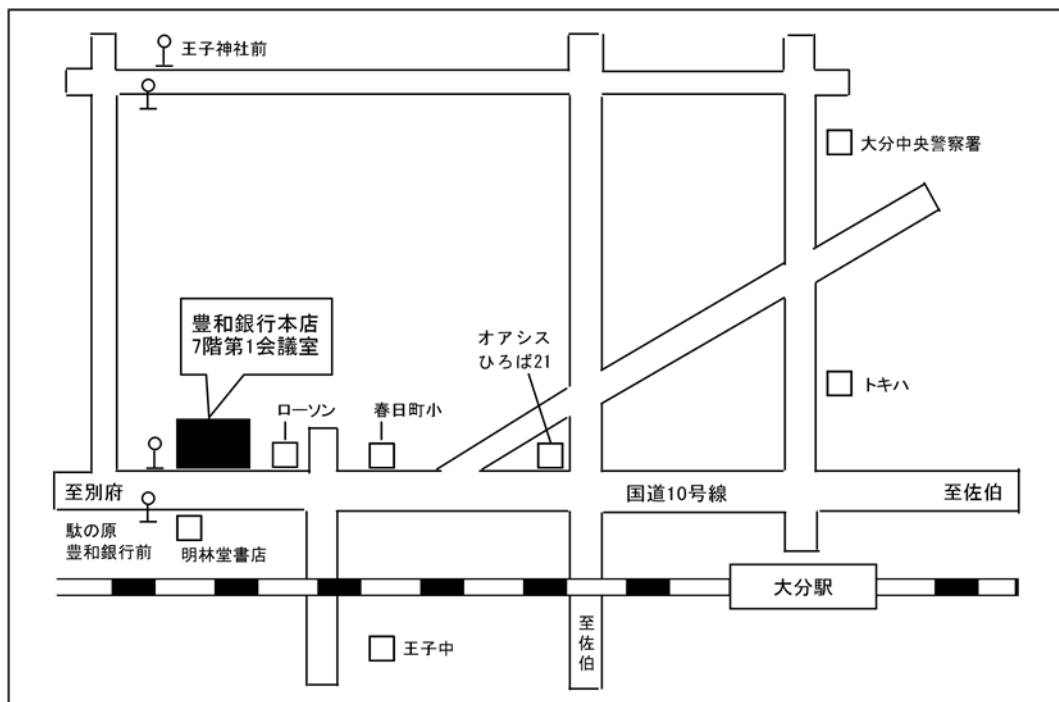 王子神社前
大分中央警察署
豊和銀行本店
7階第1会議室
オアシス
ひろば21
トキハ
ローソン
春日町小
至別府
国道10号線
至佐伯
駄の原
豊和銀行前
明林堂書店
大分駅
王子中
至佐伯